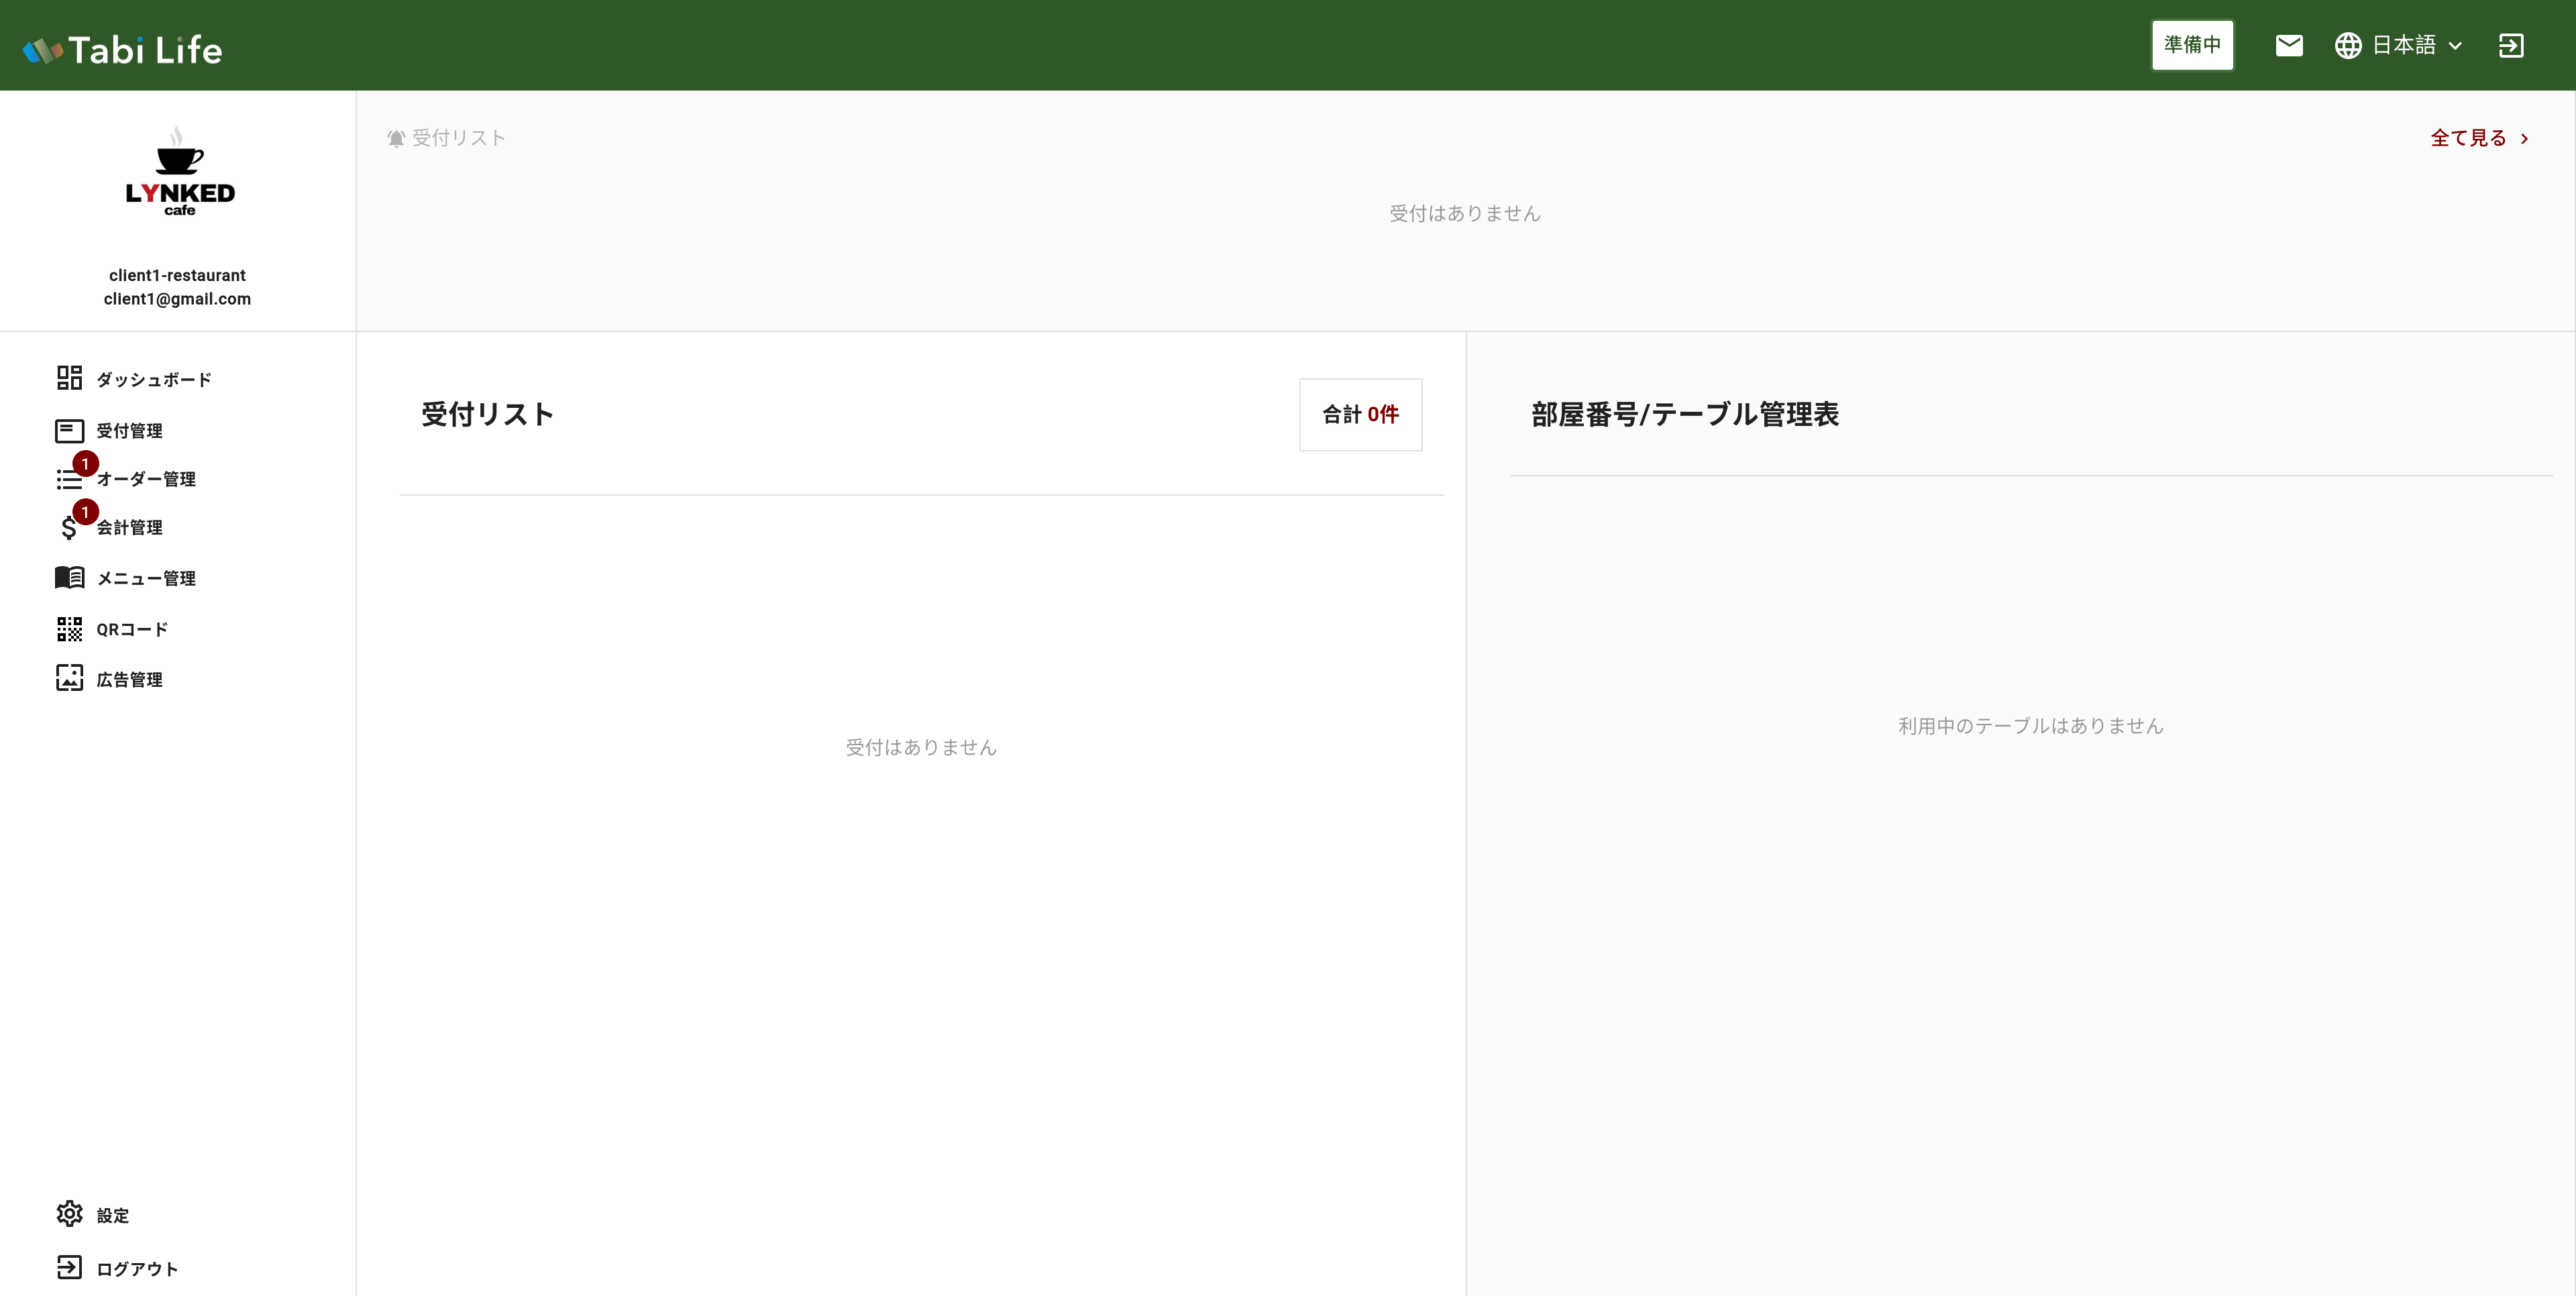 Tabi Life
準備中
日本語
LYNKED
cafe
client1-restaurant
client1@gmail.com
受付リスト
全て見る
受付はありません
ダッシュボード
受付管理
1
オーダー管理
1
会計管理
メニュー管理
QRコード
広告管理
設定
ログアウト
受付リスト
合計 0件
受付はありません
部屋番号/テーブル管理表
利用中のテーブルはありません